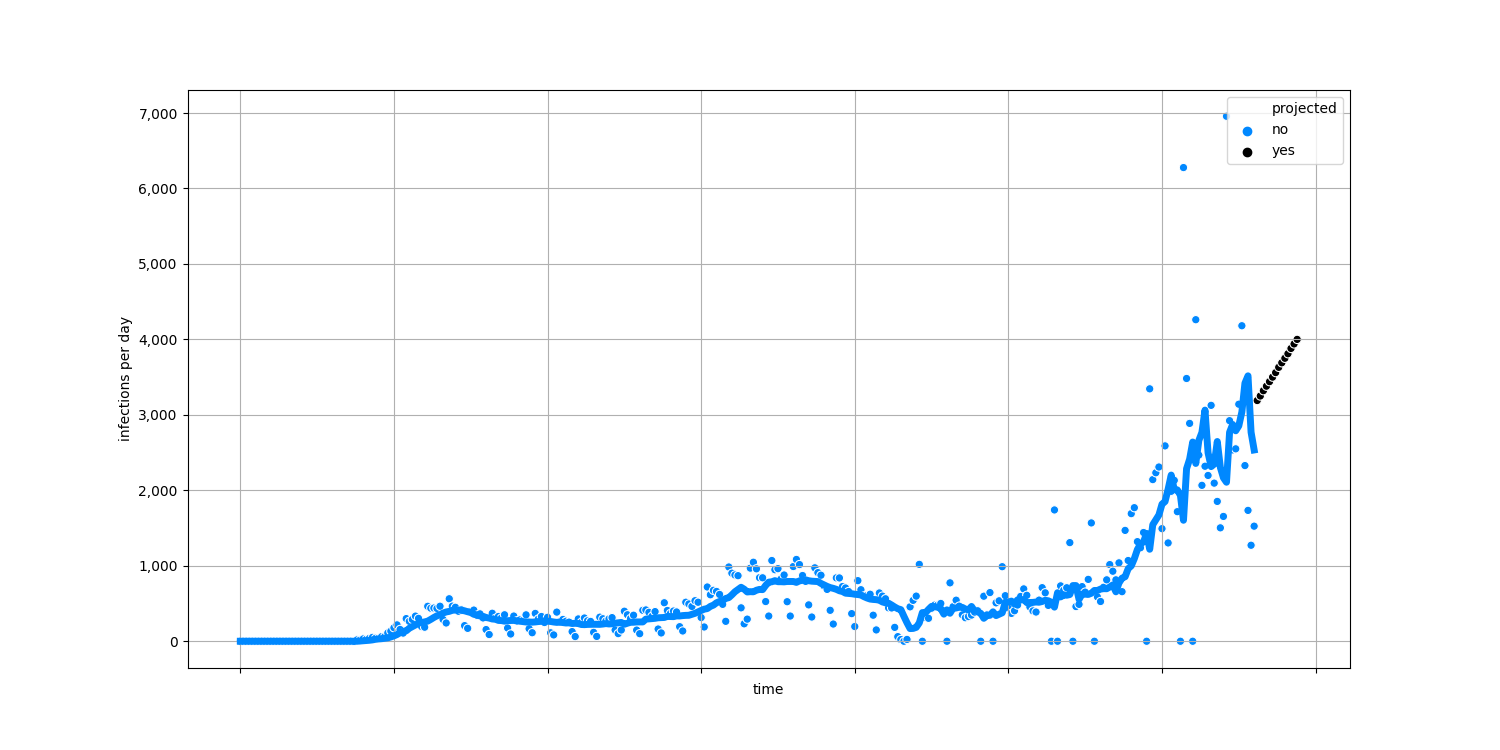 7,000
6,000
5,000
4,000
3,000
2,000
1,000
0
infections per day
time
projected
no
yes